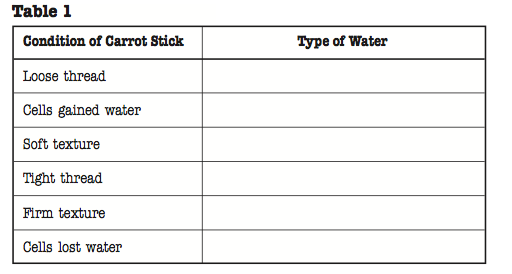 Table 1
Condition of Carrot Stick Type of Water
Loose thread
Cells gained water
Soft texture
Tight thread
Firm texture
Cells lost water